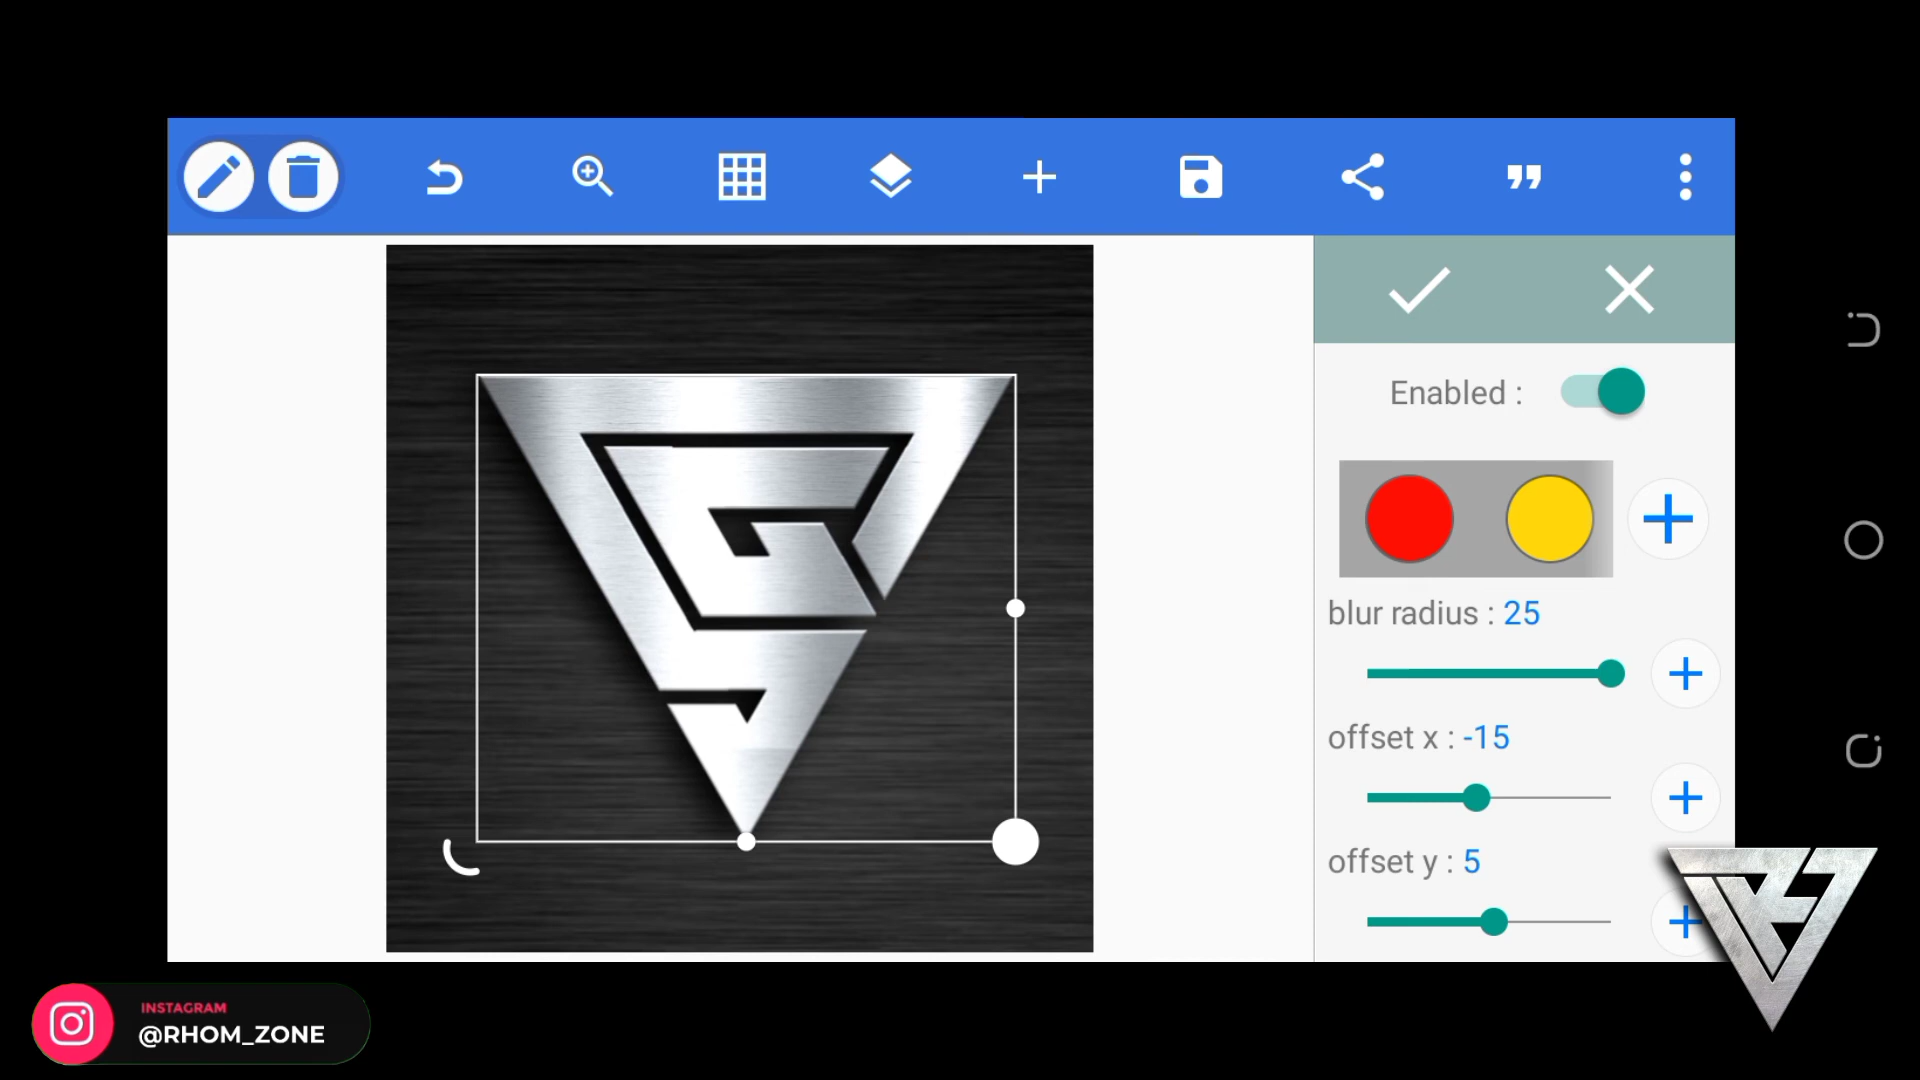 Enabled :
blur radius : 25
offset x : -15
offset y : 5
INSTAGRAM
@RHOM_ZONE